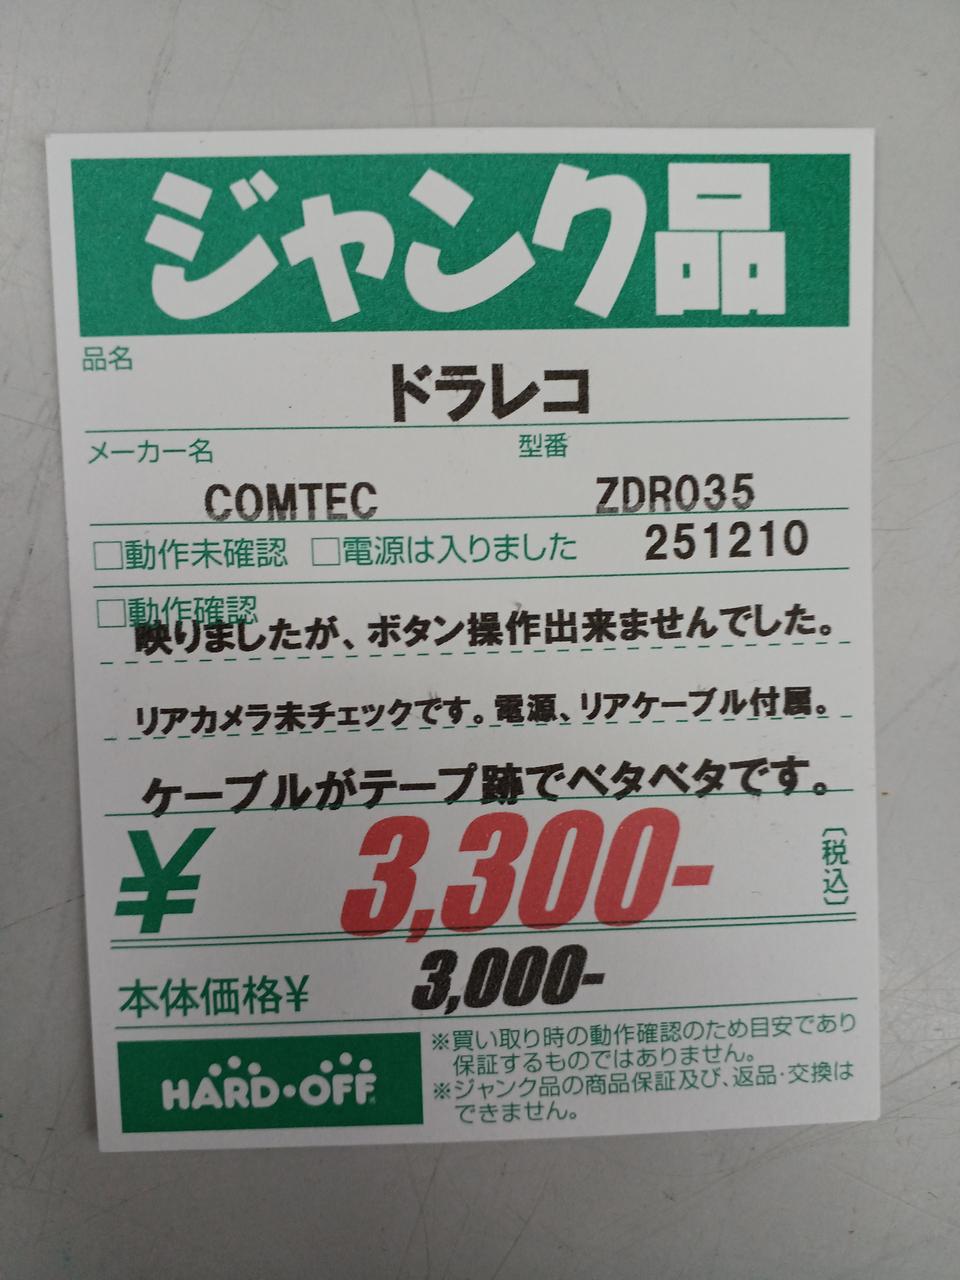 ジャンク品
品名
ドラレコ
メーカー名 型番
COMTEC ZDR035
□動作未確認 □電源は入りました 251210
□動作確認
映りましたが、ボタン操作出来ませんでした。
リアカメラ未チェックです。電源、リアケーブル付属。
ケーブルがテープ跡でベタベタです。
¥ 3,300- (税込)
本体価格¥ 3,000-
HARD・OFF
※買い取り時の動作確認のため目安であり
保証するものではありません。
※ジャンク品の商品保証及び、返品・交換は
できません。